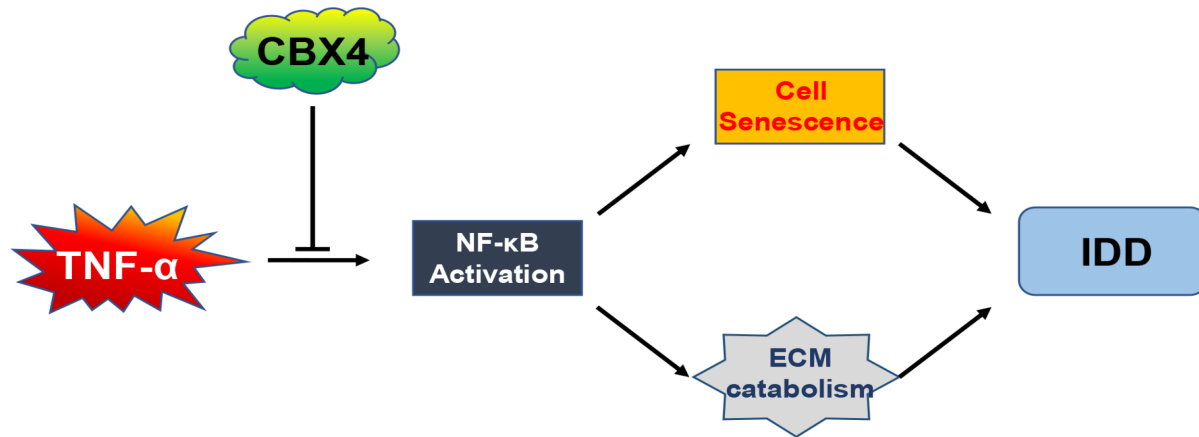 CBX4
Cell
Senescence
TNF-α
NF-κB
Activation
IDD
ECM
catabolism